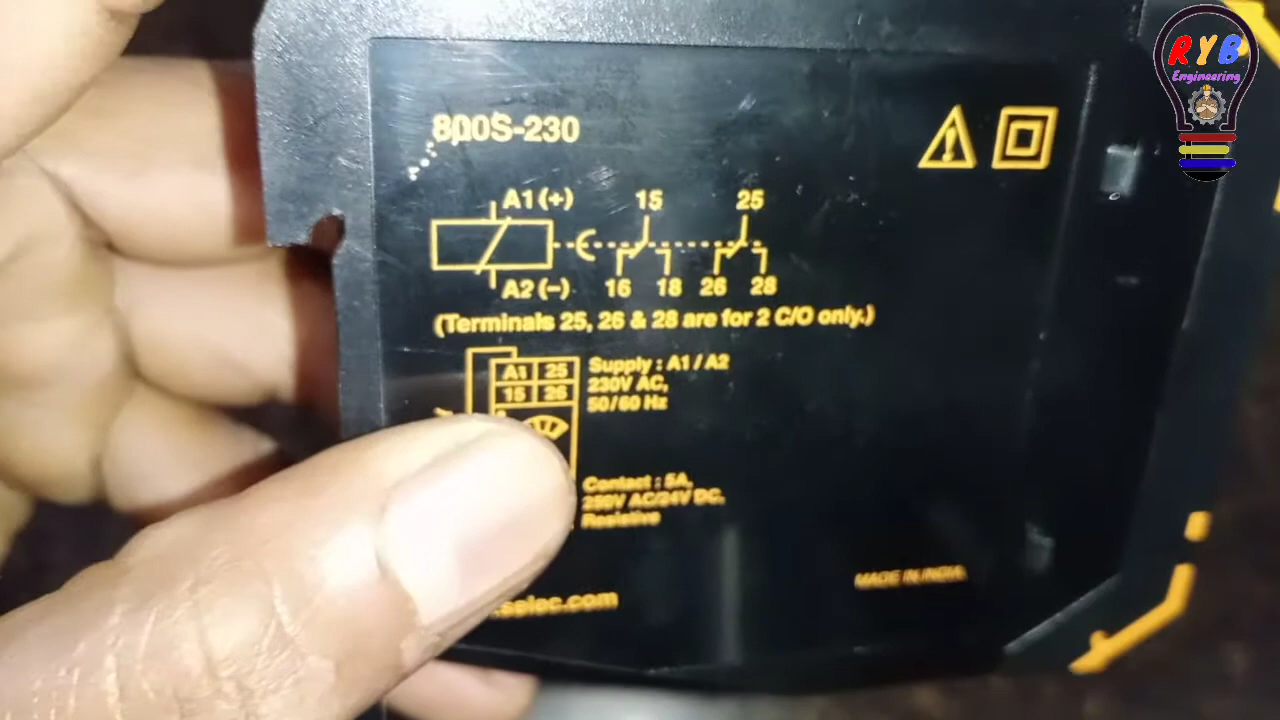 RYB
Engineering
800S-230
A1 (+) 15 25
A2 (–) 16 18 26 28
(Terminals 25, 26 & 28 are for 2 C/O only.)
A1 25
15 26
Supply : A1 / A2
230V AC,
50/60 Hz
Contact : 5A,
250V AC/24V DC,
Resistive
MADE IN INDIA
.selec.com